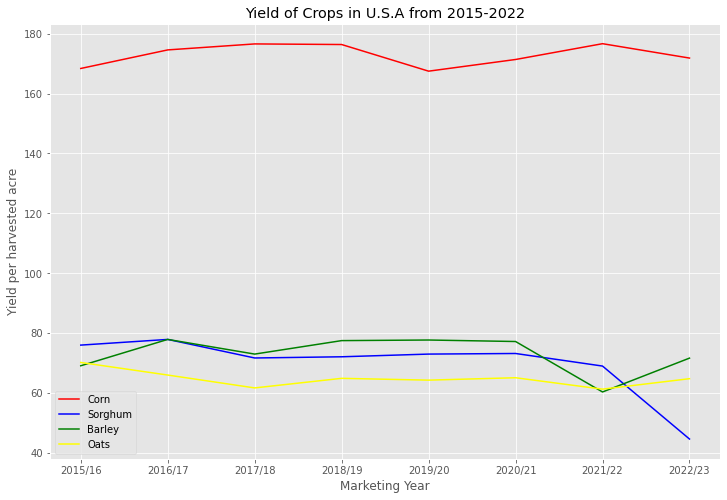 Yield of Crops in U.S.A from 2015-2022
Yield per harvested acre
180
160
140
120
100
80
60
40
Corn
Sorghum
Barley
Oats
2015/16 2016/17 2017/18 2018/19 2019/20 2020/21 2021/22 2022/23
Marketing Year